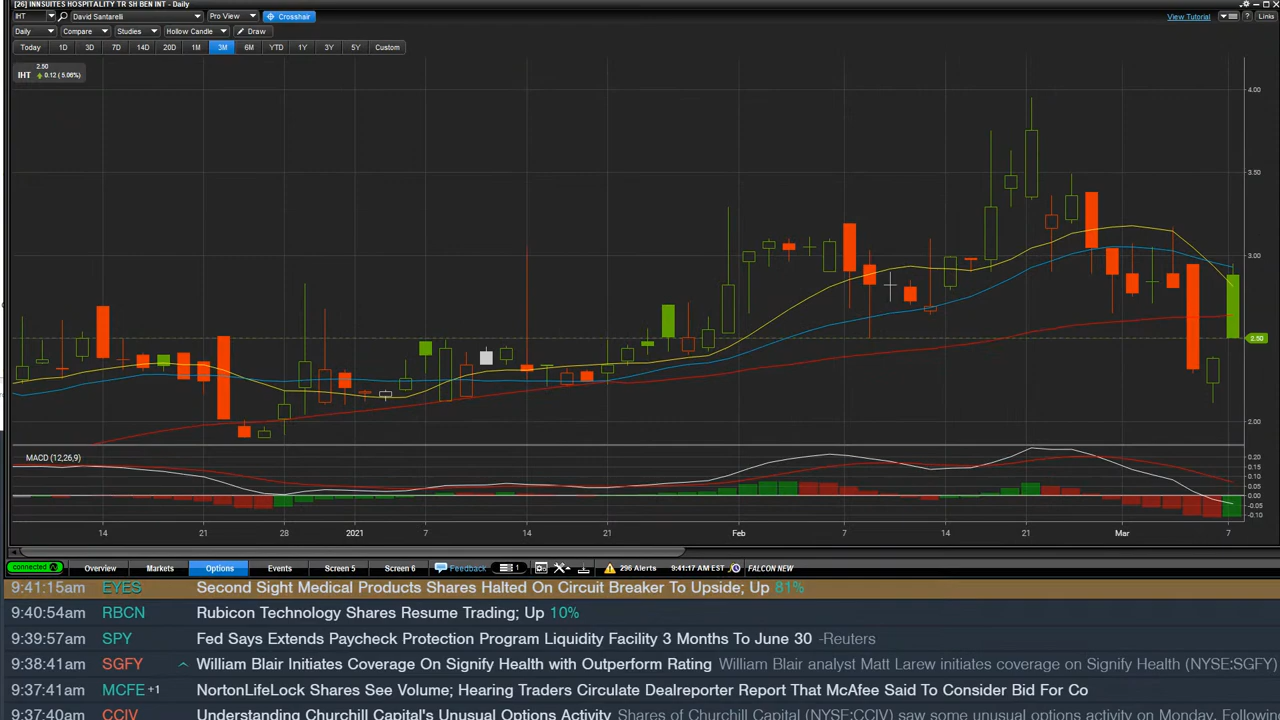 [26] INNSUITES HOSPITALITY TR SH BEN INT - Daily
IHT David Santarelli Pro View Crosshair View Tutorial ? Links
Daily Compare Studies Hollow Candle Draw
Today 1D 3D 7D 14D 20D 1M 3M 6M YTD 1Y 3Y 5Y Custom
2.50
IHT 0.12 (5.06%)
4.00
3.50
3.00
2.50
2.00
MACD (12,26,9)
0.20
0.15
0.10
0.05
0.00
-0.05
-0.10
14 21 28 2021 7 14 21 Feb 7 14 21 Mar 7
connected Overview Markets Options Events Screen 5 Screen 6 Feedback 1 296 Alerts 9:41:17 AM EST FALCON NEW
9:41:15am EYES Second Sight Medical Products Shares Halted On Circuit Breaker To Upside; Up 81%
9:40:54am RBCN Rubicon Technology Shares Resume Trading; Up 10%
9:39:57am SPY Fed Says Extends Paycheck Protection Program Liquidity Facility 3 Months To June 30 -Reuters
9:38:41am SGFY William Blair Initiates Coverage On Signify Health with Outperform Rating William Blair analyst Matt Larew initiates coverage on Signify Health (NYSE:SGFY)
9:37:41am MCFE +1 NortonLifeLock Shares See Volume; Hearing Traders Circulate Dealreporter Report That McAfee Said To Consider Bid For Co
9:37:40am CCIV Understanding Churchill Capital's Unusual Options Activity Shares of Churchill Capital (NYSE:CCIV) saw some unusual options activity on Monday. Following